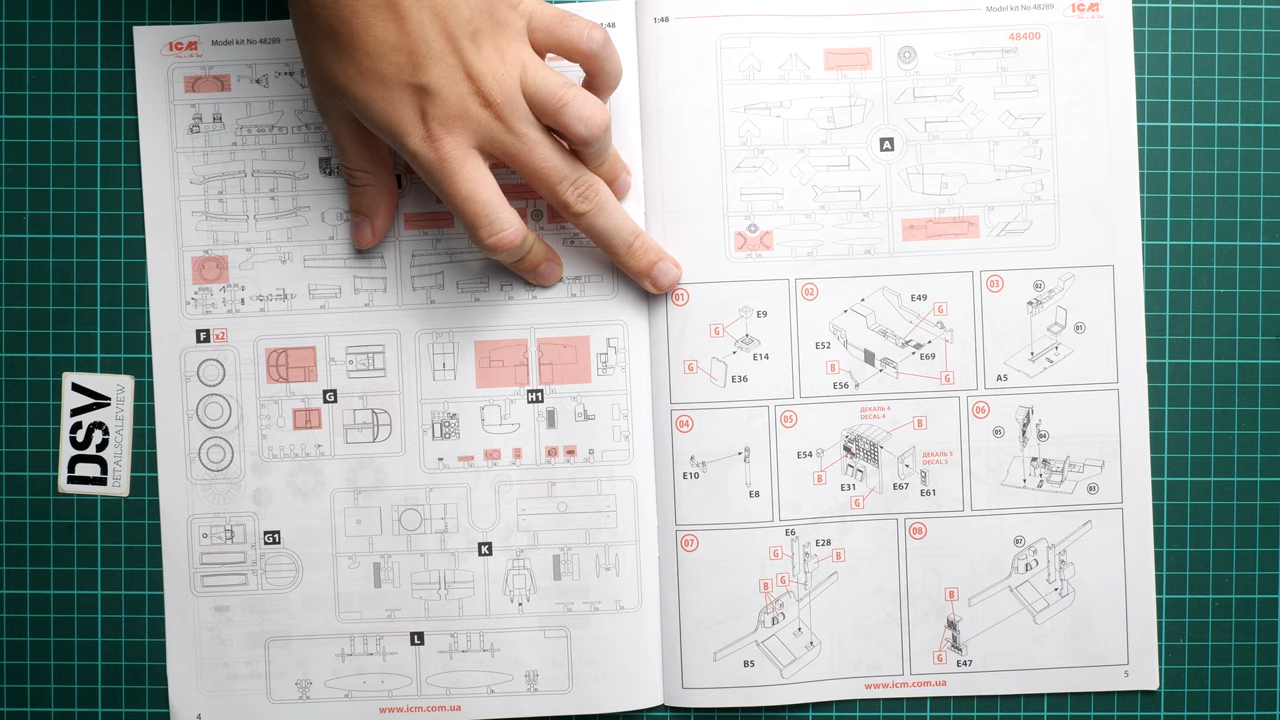 ICM
Model kit No 48289
1:48
F x2
G
H1
G1
K
L
4
www.icm.com.ua
DSV
DETAILSCALEVIEW
1:48
Model kit No 48289
ICM
48400
A
01
E9
G
E14
G
E36
02
E49
G
E52
E69
B
E56
G
03
02
01
A5
04
E10
E8
05
ДЕКАЛЬ 4
DECAL 4
B
E54
ДЕКАЛЬ 5
DECAL 5
B
E31
E67
E61
G
06
05
04
03
07
E6
E28
G
B
G
B
B5
08
07
B
G
E47
www.icm.com.ua
5